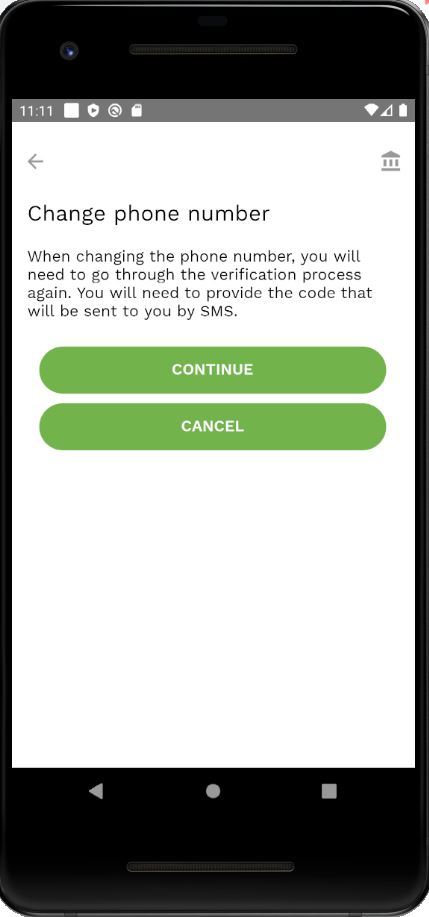 11:11
Change phone number
When changing the phone number, you will
need to go through the verification process
again. You will need to provide the code that
will be sent to you by SMS.
CONTINUE
CANCEL